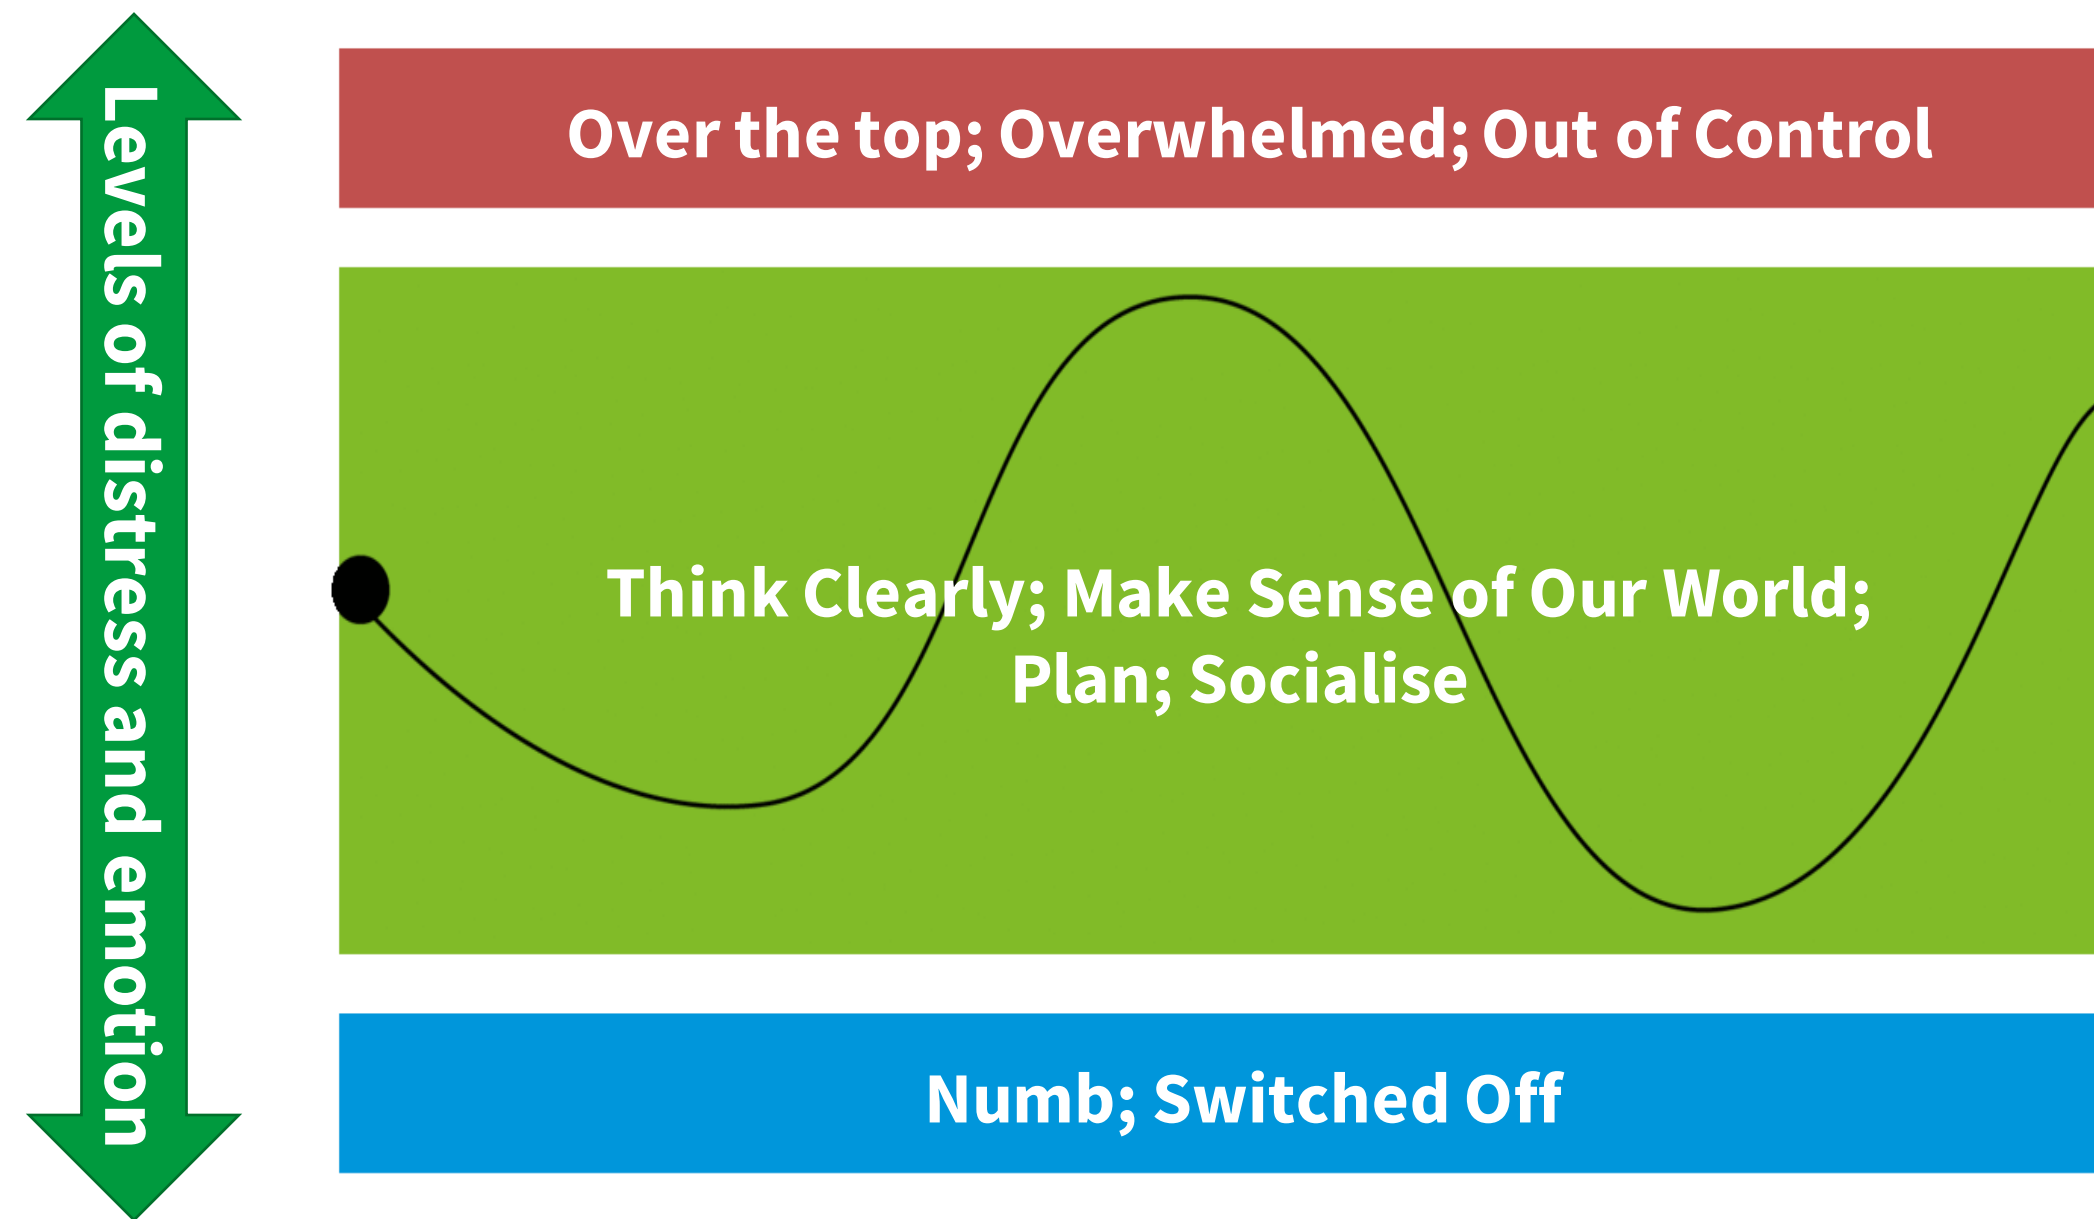 Levels of distress and emotion
Over the top; Overwhelmed; Out of Control
Think Clearly; Make Sense of Our World;
Plan; Socialise
Numb; Switched Off